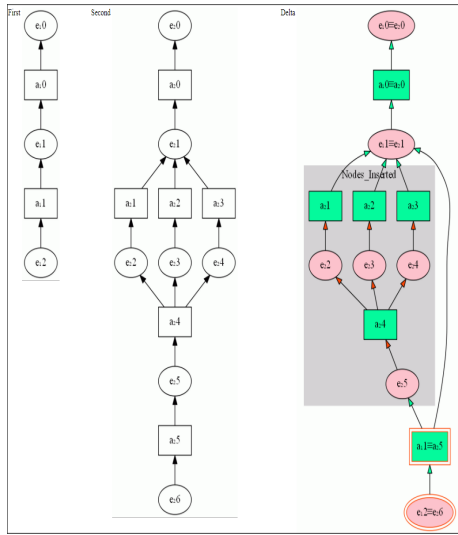 First
Second
Delta
e₁0
e₂0
e₁0≡e₂0
a₁0
a₂0
a₁0≡a₂0
e₁1
e₂1
e₁1≡e₂1
Nodes_Inserted
a₁1
a₂1
a₂2
a₂3
a₂1
a₂2
a₂3
e₁2
e₂2
e₂3
e₂4
e₂2
e₂3
e₂4
a₂4
a₂4
e₂5
e₂5
a₂5
a₁1≡a₂5
e₂6
e₁2≡e₂6